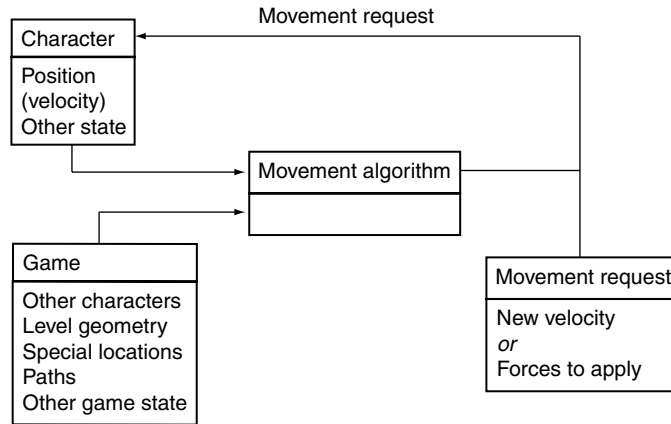 Movement request
Character
Position
(velocity)
Other state
Movement algorithm
Game
Other characters
Level geometry
Special locations
Paths
Other game state
Movement request
New velocity
or
Forces to apply